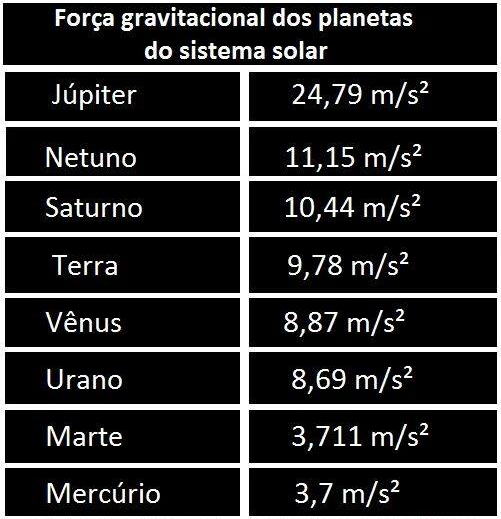 Força gravitacional dos planetas
do sistema solar
Júpiter 24,79 m/s²
Netuno 11,15 m/s²
Saturno 10,44 m/s²
Terra 9,78 m/s²
Vênus 8,87 m/s²
Urano 8,69 m/s²
Marte 3,711 m/s²
Mercúrio 3,7 m/s²